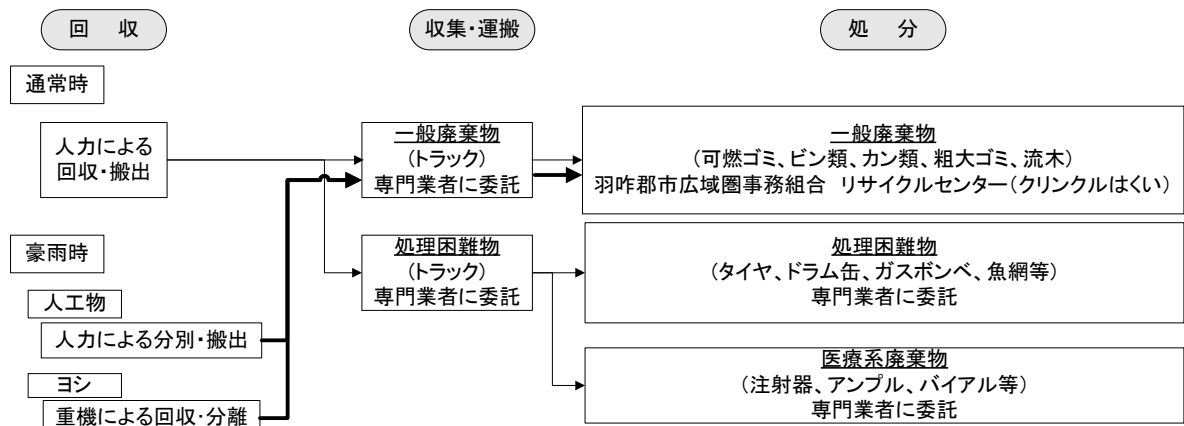 回 収
収集・運搬
処 分
通常時
人力による
回収・搬出
一般廃棄物
(トラック)
専門業者に委託
一般廃棄物
(可燃ゴミ、ビン類、カン類、粗大ゴミ、流木)
羽咋郡市広域圏事務組合 リサイクルセンター(クリンクルはくい)
豪雨時
処理困難物
(トラック)
専門業者に委託
処理困難物
(タイヤ、ドラム缶、ガスボンベ、魚網等)
専門業者に委託
人工物
人力による分別・搬出
ヨシ
重機による回収・分離
医療系廃棄物
(注射器、アンプル、バイアル等)
専門業者に委託